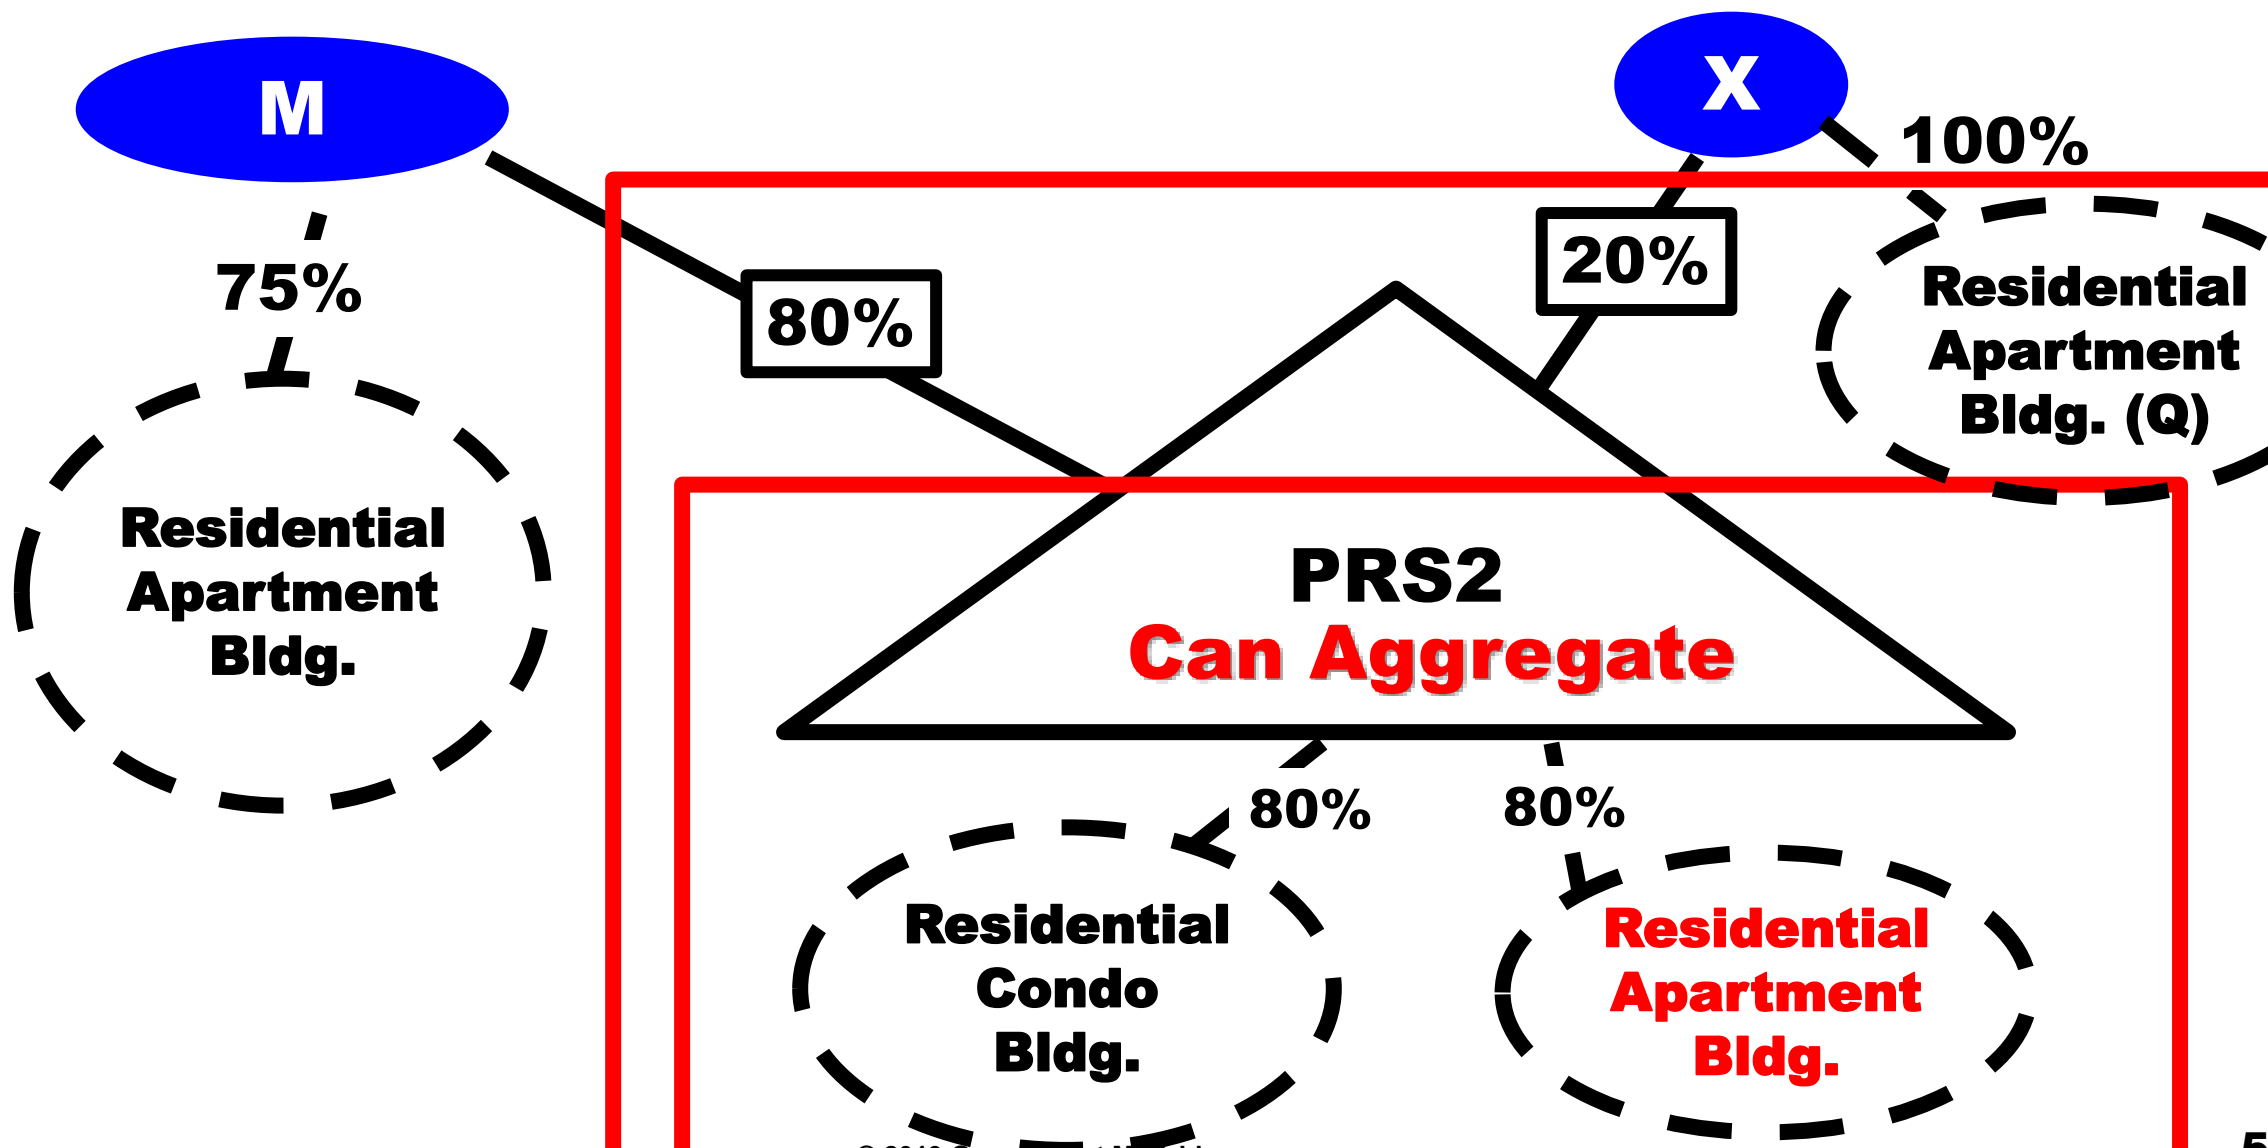 M
X
100%
75%
80%
20%
Residential
Apartment
Bldg. (Q)
Residential
Apartment
Bldg.
PRS2
Can Aggregate
80%
80%
Residential
Condo
Bldg.
Residential
Apartment
Bldg.